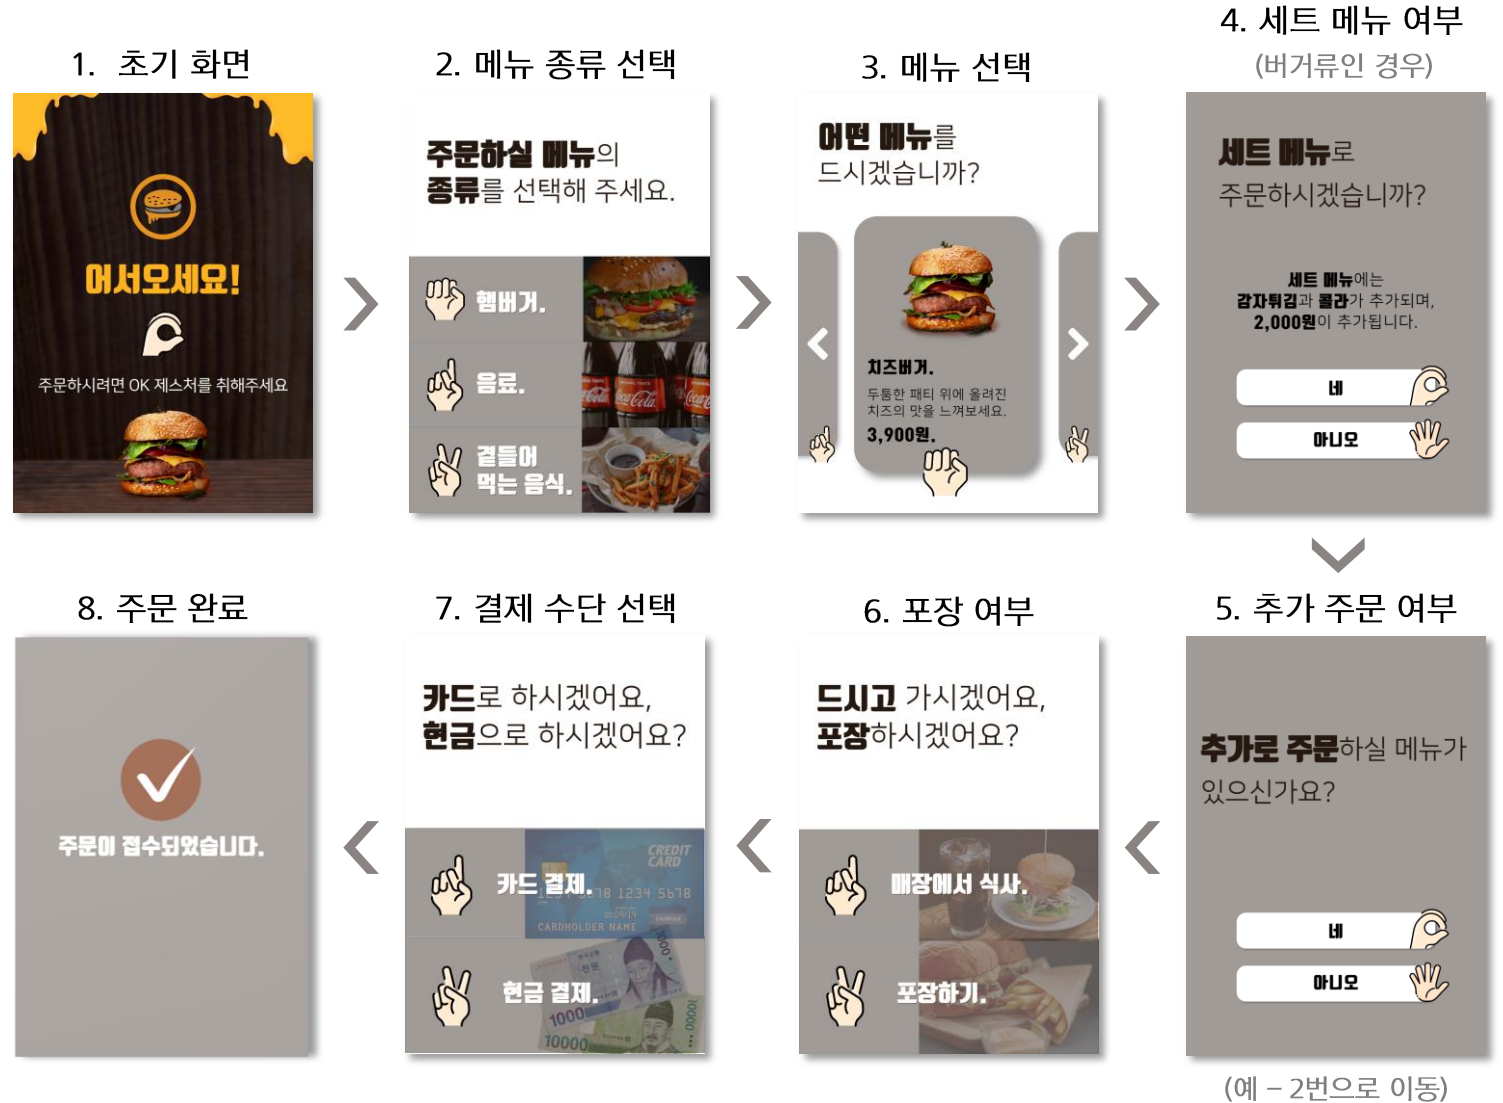 1. 초기 화면
어서오세요!
주문하시려면 OK 제스처를 취해주세요
2. 메뉴 종류 선택
주문하실 메뉴의
종류를 선택해 주세요.
햄버거.
음료.
Coca-Cola
곁들여
먹는 음식.
3. 메뉴 선택
어떤 메뉴를
드시겠습니까?
치즈버거.
두툼한 패티 위에 올려진
치즈의 맛을 느껴보세요.
3,900원.
4. 세트 메뉴 여부
(버거류인 경우)
세트 메뉴로
주문하시겠습니까?
세트 메뉴에는
감자튀김과 콜라가 추가되며,
2,000원이 추가됩니다.
네
아니오
5. 추가 주문 여부
추가로 주문하실 메뉴가
있으신가요?
네
아니오
(예 – 2번으로 이동)
6. 포장 여부
드시고 가시겠어요,
포장하시겠어요?
매장에서 식사.
포장하기.
7. 결제 수단 선택
카드로 하시겠어요,
현금으로 하시겠어요?
CREDIT
CARD
카드 결제.
1234 5678
CARDHOLDER NAME
현금 결제.
천원
1000
1000
10000
10000
8. 주문 완료
주문이 접수되었습니다.